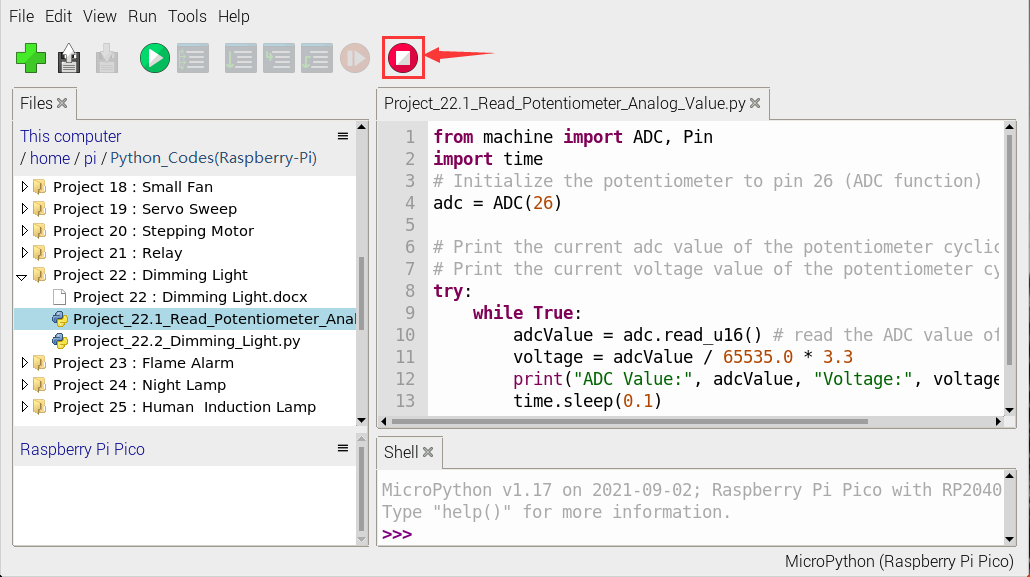 File Edit View Run Tools Help
Files
This computer
/ home / pi / Python_Codes(Raspberry-Pi)
Project 18 : Small Fan
Project 19 : Servo Sweep
Project 20 : Stepping Motor
Project 21 : Relay
Project 22 : Dimming Light
Project 22 : Dimming Light.docx
Project_22.1_Read_Potentiometer_Anal
Project_22.2_Dimming_Light.py
Project 23 : Flame Alarm
Project 24 : Night Lamp
Project 25 : Human  Induction Lamp
Raspberry Pi Pico
Project_22.1_Read_Potentiometer_Analog_Value.py
1 from machine import ADC, Pin
2 import time
3 # Initialize the potentiometer to pin 26 (ADC function)
4 adc = ADC(26)
5
6 # Print the current adc value of the potentiometer cyclic
7 # Print the current voltage value of the potentiometer cy
8 try:
9     while True:
10         adcValue = adc.read_u16() # read the ADC value of
11         voltage = adcValue / 65535.0 * 3.3
12         print("ADC Value:", adcValue, "Voltage:", voltage
13         time.sleep(0.1)
Shell
MicroPython v1.17 on 2021-09-02; Raspberry Pi Pico with RP2040
Type "help()" for more information.
>>>
MicroPython (Raspberry Pi Pico)